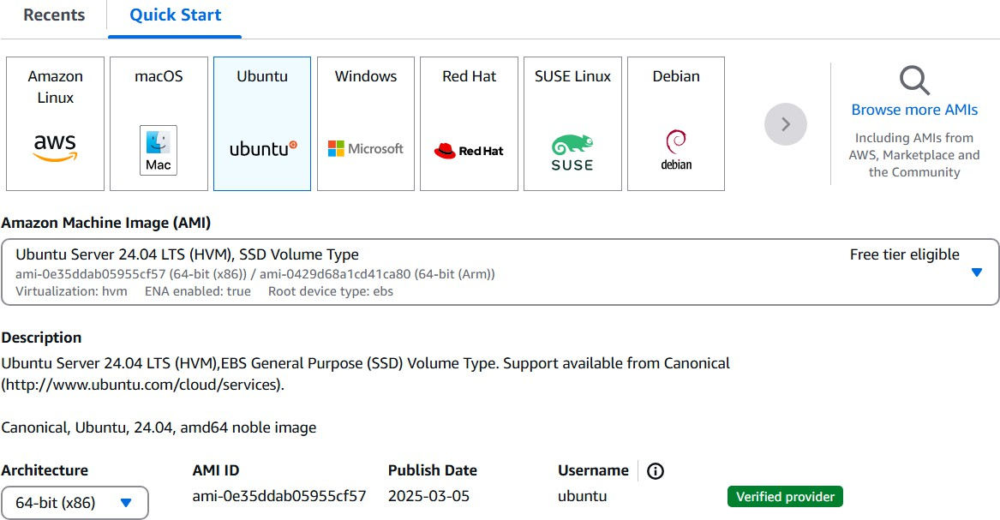 Recents
Quick Start
Amazon
Linux
aws
macOS
Mac
Ubuntu
ubuntu
Windows
Microsoft
Red Hat
Red Hat
SUSE Linux
SUSE
Debian
debian
Browse more AMIs
Including AMIs from
AWS, Marketplace and
the Community
Amazon Machine Image (AMI)
Ubuntu Server 24.04 LTS (HVM), SSD Volume Type
Free tier eligible
ami-0e35ddab05955cf57 (64-bit (x86)) / ami-0429d68a1cd41ca80 (64-bit (Arm))
Virtualization: hvm ENA enabled: true Root device type: ebs
Description
Ubuntu Server 24.04 LTS (HVM),EBS General Purpose (SSD) Volume Type. Support available from Canonical
(http://www.ubuntu.com/cloud/services).
Canonical, Ubuntu, 24.04, amd64 noble image
Architecture AMI ID Publish Date Username
64-bit (x86) ami-0e35ddab05955cf57 2025-03-05 ubuntu Verified provider